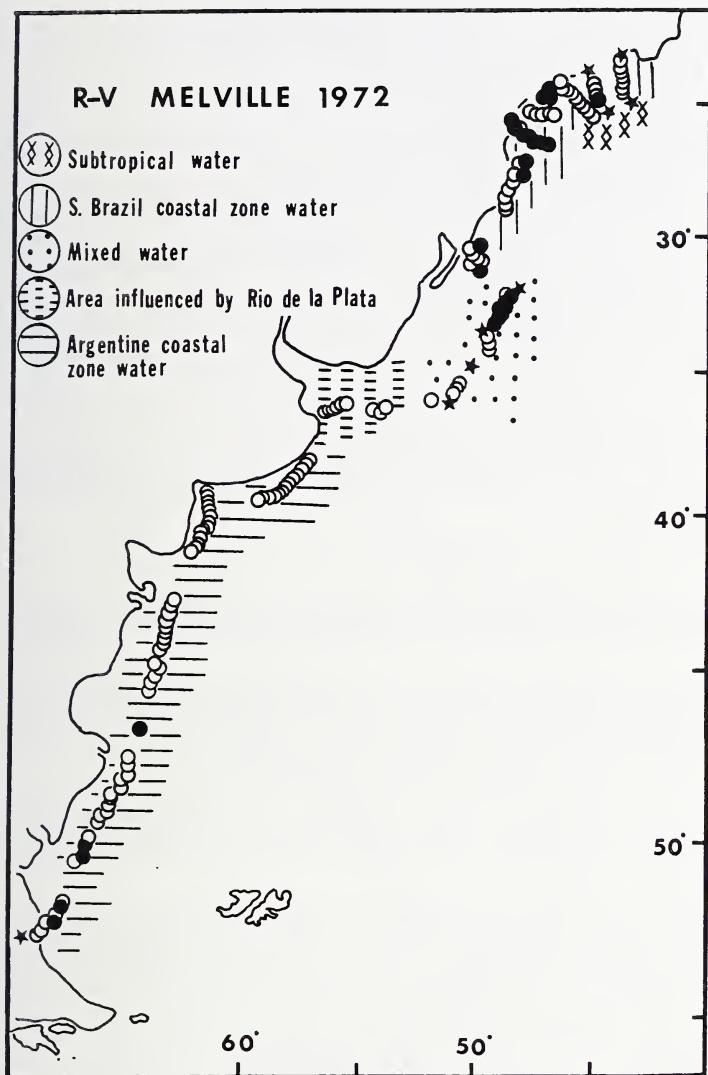 R-V MELVILLE 1972
Subtropical water
S. Brazil coastal zone water
Mixed water
Area influenced by Rio de la Plata
Argentine coastal
zone water
30°
40°
50°
60°
50°